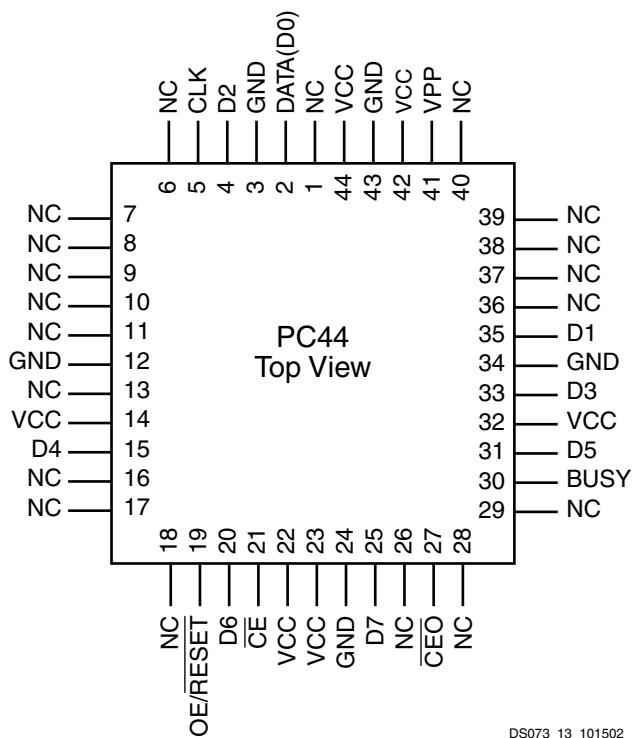 NC
CLK
D2
GND
DATA(D0)
NC
VCC
GND
VCC
VPP
NC
6
5
4
3
2
1
44
43
42
41
40
NC 7
NC 8
NC 9
NC 10
NC 11
GND 12
NC 13
VCC 14
D4 15
NC 16
NC 17
PC44
Top View
39 NC
38 NC
37 NC
36 NC
35 D1
34 GND
33 D3
32 VCC
31 D5
30 BUSY
29 NC
18
19
20
21
22
23
24
25
26
27
28
NC
OE/RESET
D6
CE
VCC
VCC
GND
D7
NC
CEO
NC
DS073_13_101502